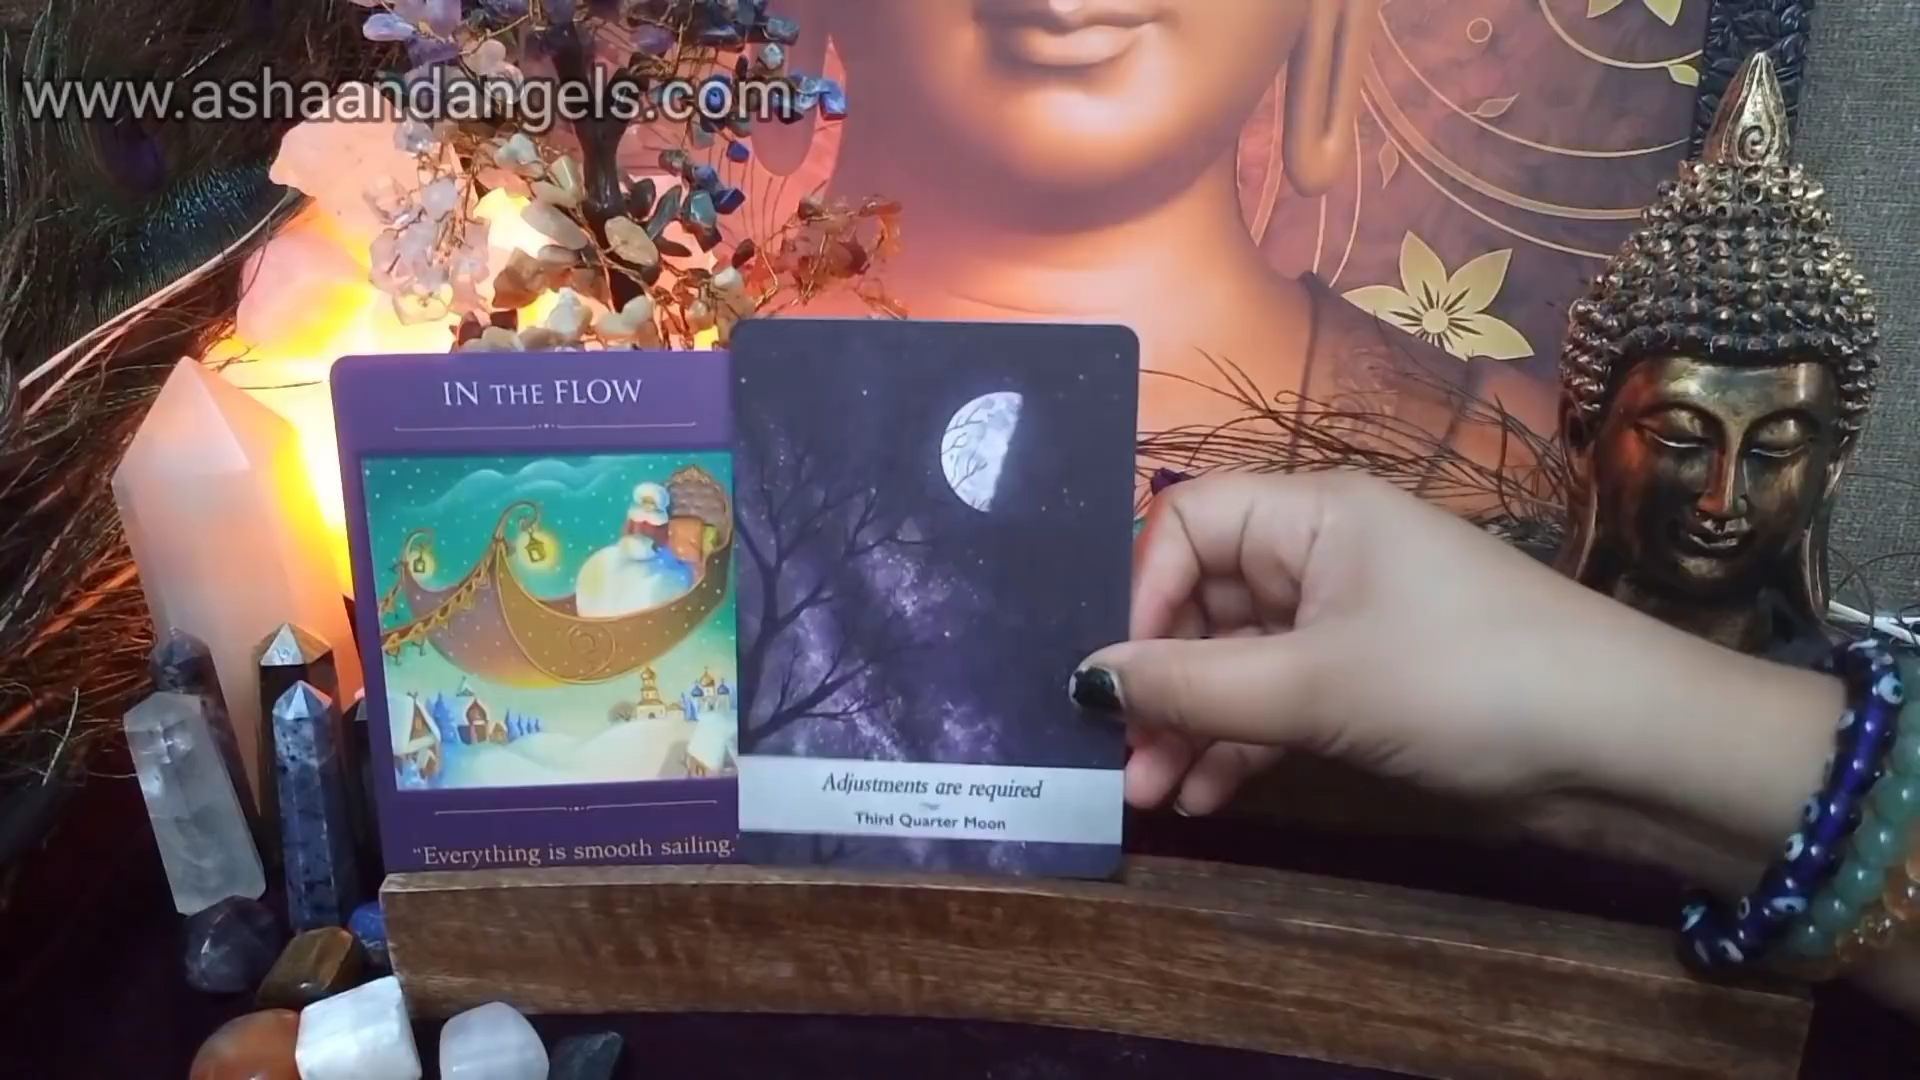 www.ashaandangels.com
IN THE FLOW
"Everything is smooth sailing."
Adjustments are required
Third Quarter Moon